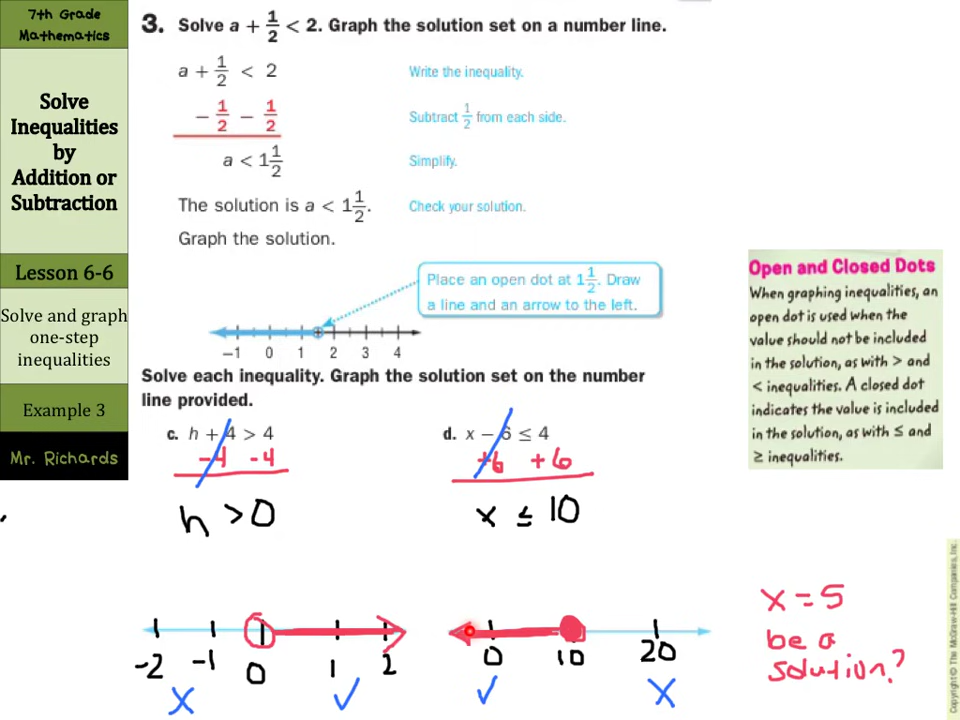 7th Grade
Mathematics
Solve
Inequalities
by
Addition or
Subtraction
Lesson 6-6
Solve and graph
one-step
inequalities
Example 3
Mr. Richards
3. Solve a + 1/2 < 2. Graph the solution set on a number line.
a + 1/2 < 2 Write the inequality.
− 1/2 − 1/2 Subtract 1/2 from each side.
a < 1 1/2 Simplify.
The solution is a < 1 1/2. Check your solution.
Graph the solution.
Place an open dot at 1 1/2. Draw
a line and an arrow to the left.
−1 0 1 2 3 4
Solve each inequality. Graph the solution set on the number
line provided.
c. h + 4 > 4 d. x − 6 ≤ 4
-4 -4 +6 +6
h > 0 x ≤ 10
-2 -1 0 1 2 0 10 20
x ✓ ✓ x
Open and Closed Dots
When graphing inequalities, an
open dot is used when the
value should not be included
in the solution, as with > and
< inequalities. A closed dot
indicates the value is included
in the solution, as with ≤ and
≥ inequalities.
x = 5
be a
solution?
Copyright © The McGraw-Hill Companies, Inc.